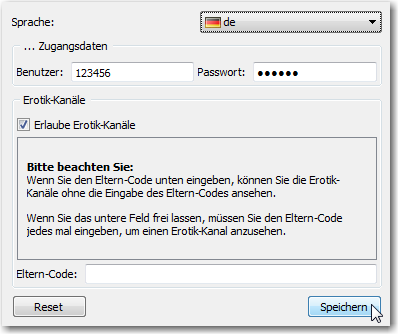 Sprache: de
... Zugangsdaten
Benutzer: 123456 Passwort: ●●●●●●
Erotik-Kanäle
Erlaube Erotik-Kanäle
Bitte beachten Sie:
Wenn Sie den Eltern-Code unten eingeben, können Sie die Erotik-
Kanäle ohne die Eingabe des Eltern-Codes ansehen.
Wenn Sie das untere Feld frei lassen, müssen Sie den Eltern-Code
jedes mal eingeben, um einen Erotik-Kanal anzusehen.
Eltern-Code:
Reset Speichern